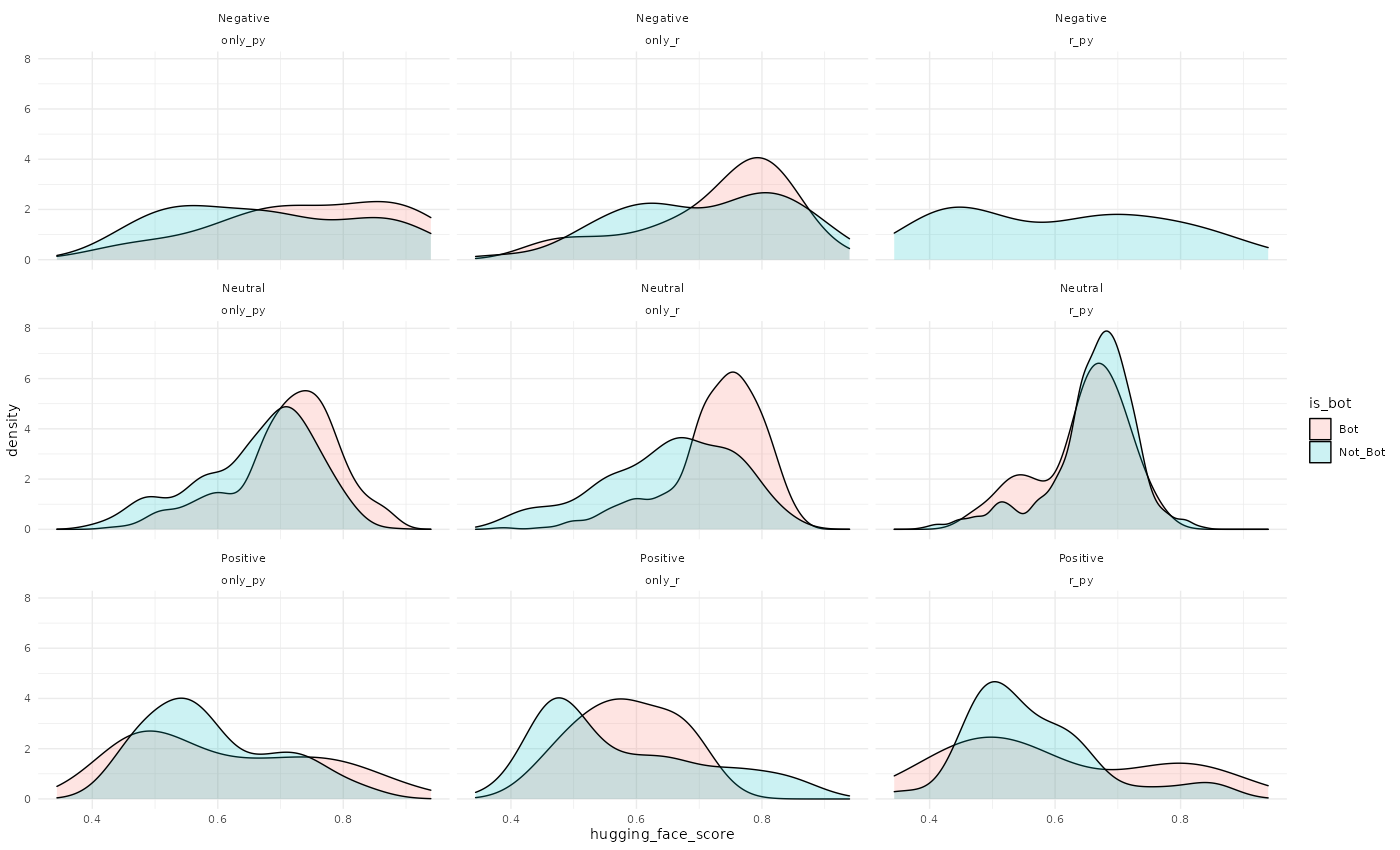 Negative
only_py
Negative
only_r
Negative
r_py
8
6
4
2
0
Neutral
only_py
Neutral
only_r
Neutral
r_py
8
6
4
2
0
Positive
only_py
Positive
only_r
Positive
r_py
8
6
4
2
0
0.4 0.6 0.8
0.4 0.6 0.8
0.4 0.6 0.8
hugging_face_score
density
is_bot
Bot
Not_Bot